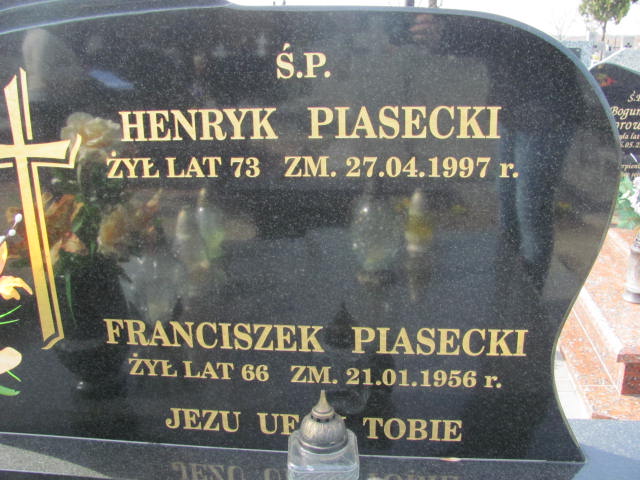 Ś.P.
HENRYK PIASECKI
ŻYŁ LAT 73 ZM. 27.04.1997 r.
FRANCISZEK PIASECKI
ŻYŁ LAT 66 ZM. 21.01.1956 r.
JEZU TOBIE